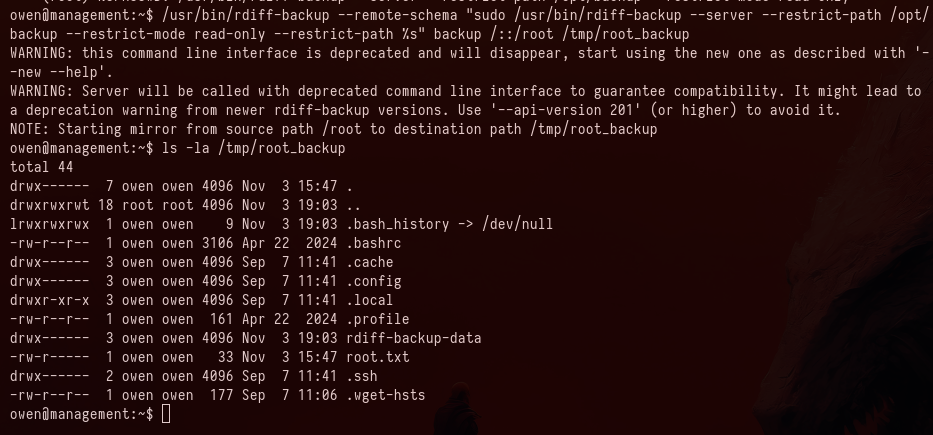 owen@management:~$ /usr/bin/rdiff-backup --remote-schema "sudo /usr/bin/rdiff-backup --server --restrict-path /opt/
backup --restrict-mode read-only --restrict-path %s" backup /::/root /tmp/root_backup
WARNING: this command line interface is deprecated and will disappear, start using the new one as described with '-
-new --help'.
WARNING: Server will be called with deprecated command line interface to guarantee compatibility. It might lead to
a deprecation warning from newer rdiff-backup versions. Use '--api-version 201' (or higher) to avoid it.
NOTE: Starting mirror from source path /root to destination path /tmp/root_backup
owen@management:~$ ls -la /tmp/root_backup
total 44
drwx------  7 owen owen 4096 Nov  3 15:47 .
drwxrwxrwt 18 root root 4096 Nov  3 19:03 ..
lrwxrwxrwx  1 owen owen    9 Nov  3 19:03 .bash_history -> /dev/null
-rw-r--r--  1 owen owen 3106 Apr 22  2024 .bashrc
drwx------  3 owen owen 4096 Sep  7 11:41 .cache
drwx------  3 owen owen 4096 Sep  7 11:41 .config
drwxr-xr-x  3 owen owen 4096 Sep  7 11:41 .local
-rw-r--r--  1 owen owen  161 Apr 22  2024 .profile
drwx------  3 owen owen 4096 Nov  3 19:03 rdiff-backup-data
-rw-r-----  1 owen owen   33 Nov  3 15:47 root.txt
drwx------  2 owen owen 4096 Sep  7 11:41 .ssh
-rw-r--r--  1 owen owen  177 Sep  7 11:06 .wget-hsts
owen@management:~$